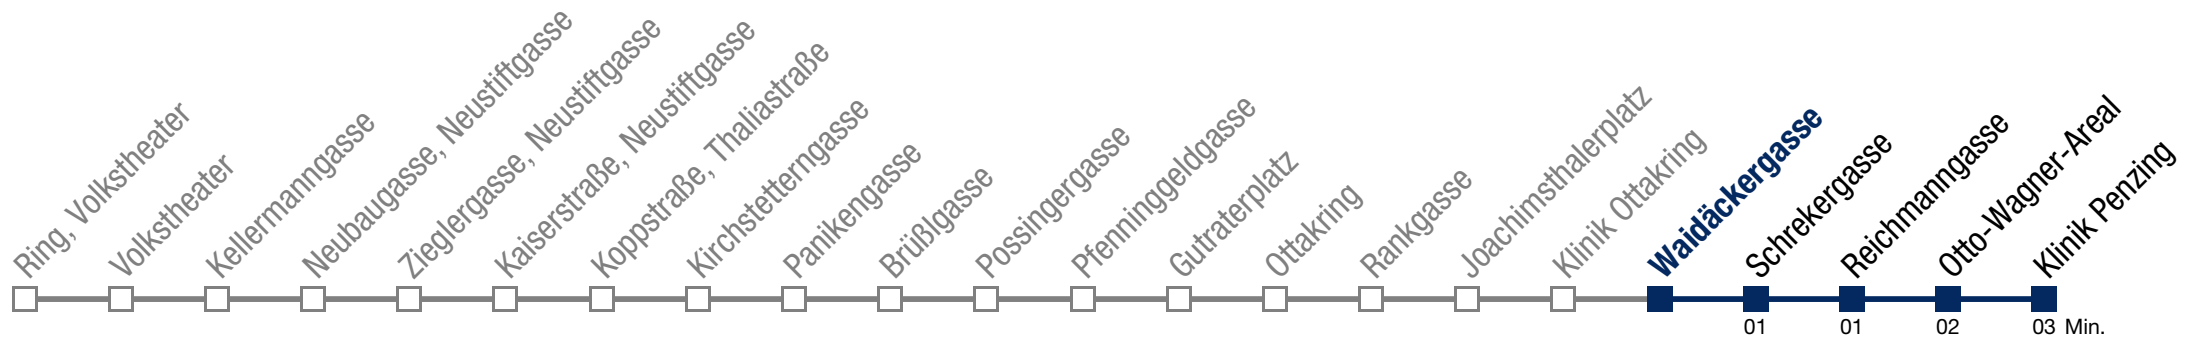 Ring, Volkstheater
Volkstheater
Kellermanngasse
Neubaugasse, Neustiftgasse
Zieglergasse, Neustiftgasse
Kaiserstraße, Neustiftgasse
Koppstraße, Thaliastraße
Kirchstetterngasse
Panikengasse
Brüßlgasse
Possingergasse
Pfenninggeldgasse
Gutraterplatz
Ottakring
Rankgasse
Joachimsthalerplatz
Klinik Ottakring
Waidäckergasse
Schrekergasse
Reichmanngasse
Otto-Wagner-Areal
Klinik Penzing
01 01 02 03 Min.